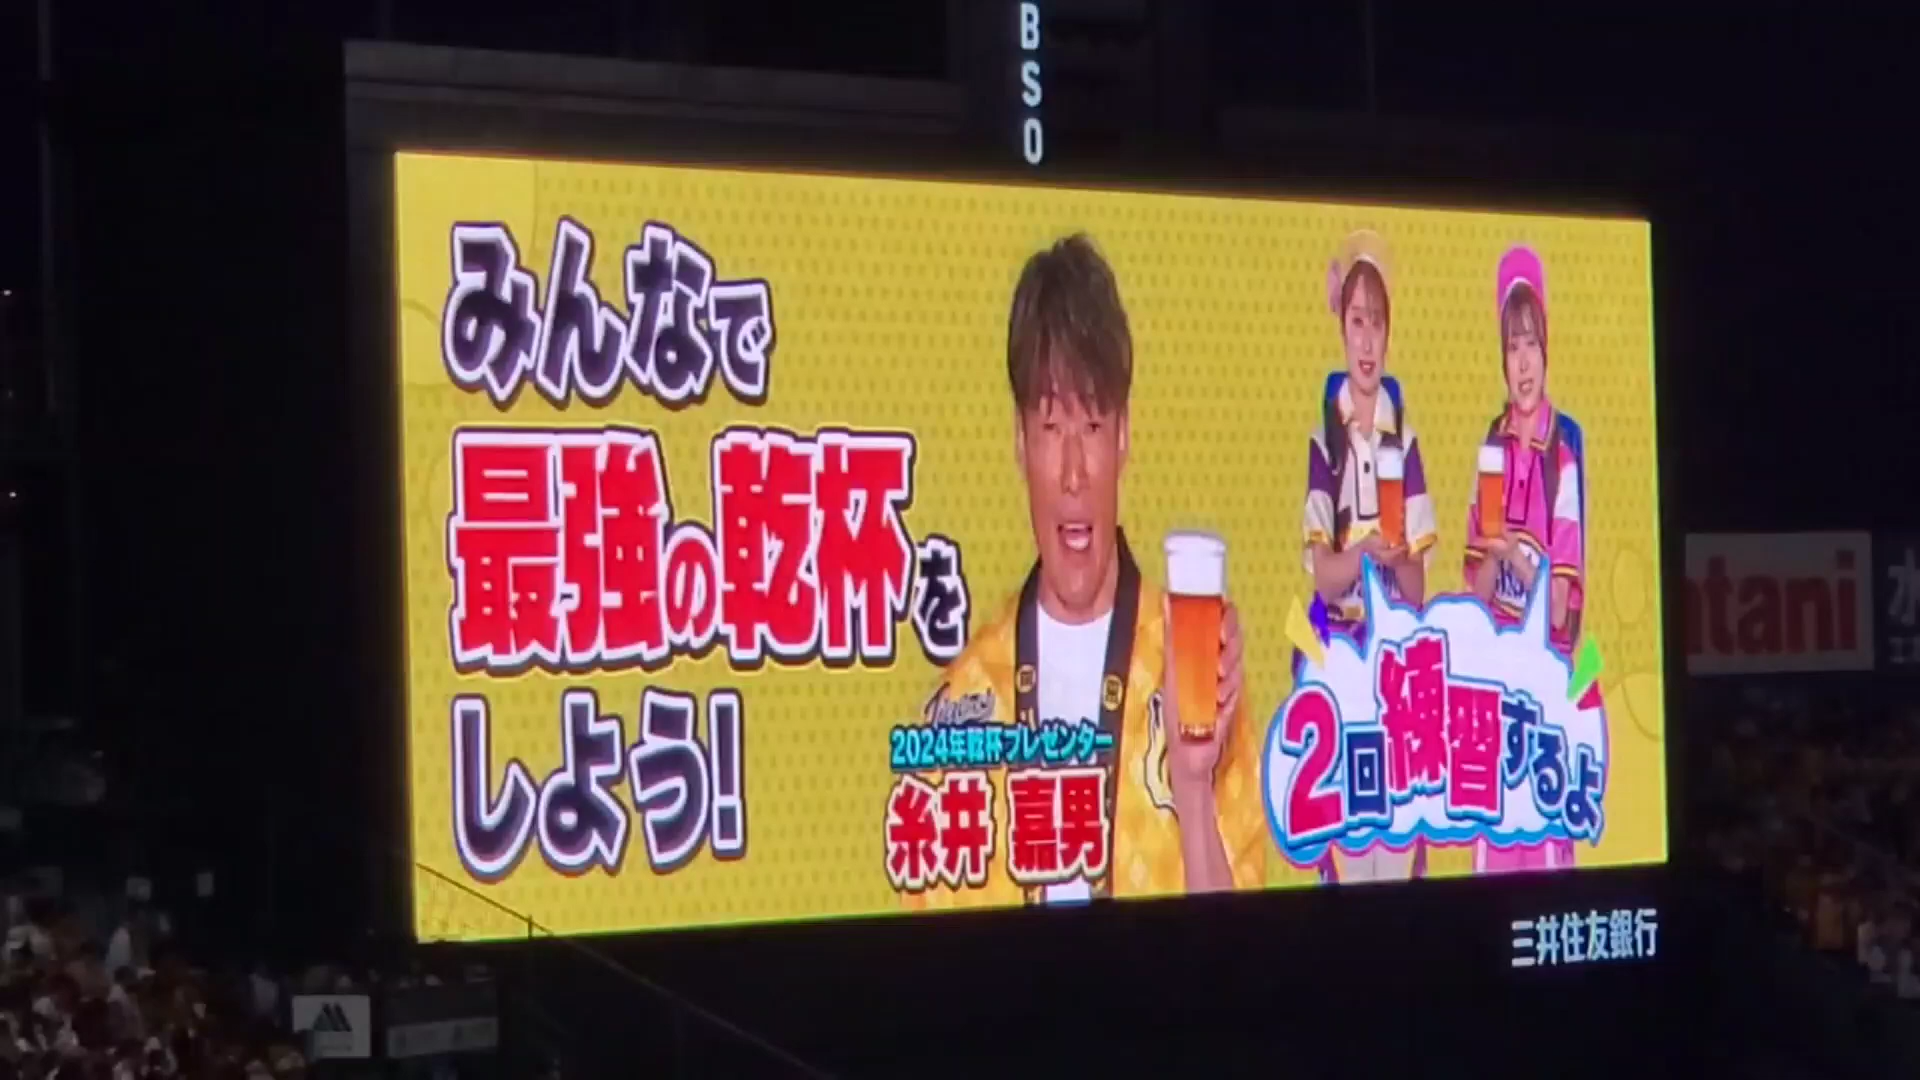 B
S
O
みんなで
最強の乾杯を
しよう!
Tigers
2024年乾杯プレゼンター
糸井 嘉男
2回練習するよ
三井住友銀行
tani